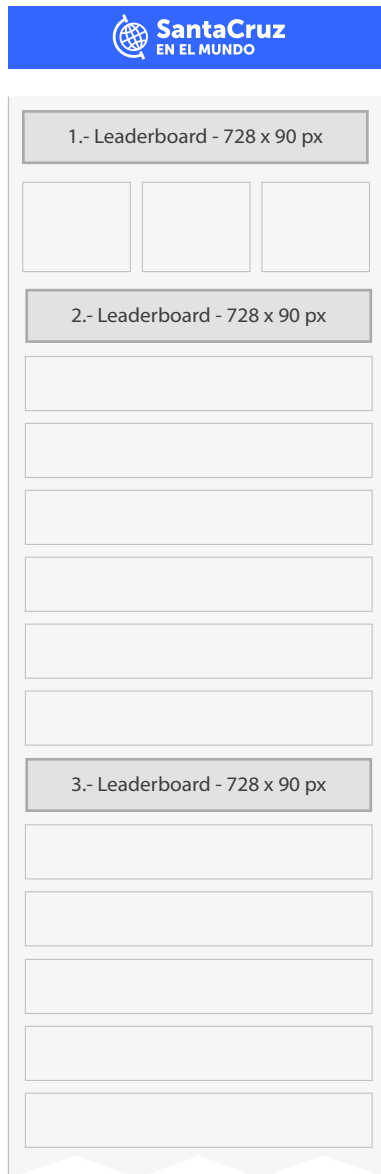 SantaCruz
EN EL MUNDO
1.- Leaderboard - 728 x 90 px
2.- Leaderboard - 728 x 90 px
3.- Leaderboard - 728 x 90 px